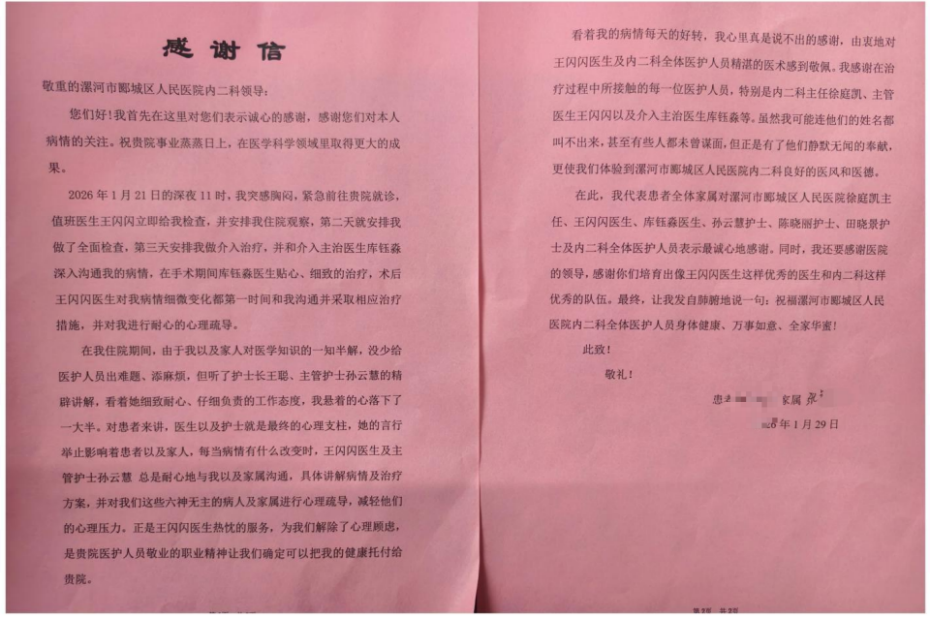 感谢信
敬重的漯河市郾城区人民医院内二科领导：
您们好！我首先在这里对您们表示诚心的感谢，感谢您们对本人
病情的关注。祝贵院事业蒸蒸日上，在医学科学领域里取得更大的成
果。
2026年1月21日的深夜11时，我突感胸闷，紧急前往贵院就诊，
值班医生王闪闪立即给我检查，并安排我住院观察，第二天就安排我
做了全面检查，第三天安排我做介入治疗，并和介入主治医生库钰淼
深入沟通我的病情，在手术期间库钰淼医生贴心、细致的治疗，术后
王闪闪医生对我病情细微变化都第一时间和我沟通并采取相应治疗
措施，并对我进行耐心的心理疏导。
在我住院期间，由于我以及家人对医学知识的一知半解，没少给
医护人员出难题、添麻烦，但听了护士长王聪、主管护士孙云慧的精
辟讲解，看着她细致耐心、仔细负责的工作态度，我悬着的心落下了
一大半。对患者来讲，医生以及护士就是最终的心理支柱，她的言行
举止影响着患者以及家人，每当病情有什么改变时，王闪闪医生及主
管护士孙云慧 总是耐心地与我以及家属沟通，具体讲解病情及治疗
方案，并对我们这些六神无主的病人及家属进行心理疏导，减轻他们
的心理压力。正是王闪闪医生热忱的服务，为我们解除了心理顾虑，
是贵院医护人员敬业的职业精神让我们确定可以把我的健康托付给
贵院。
看着我的病情每天的好转，我心里真是说不出的感谢，由衷地对
王闪闪医生及内二科全体医护人员精湛的医术感到敬佩。我感谢在治
疗过程中所接触的每一位医护人员，特别是内二科主任徐庭凯、主管
医生王闪闪以及介入主治医生库钰淼等。虽然我可能连他们的姓名都
叫不出来，甚至有些人都未曾谋面，但正是有了他们静默无闻的奉献，
更使我们体验到漯河市郾城区人民医院内二科良好的医风和医德。
在此，我代表患者全体家属对漯河市郾城区人民医院徐庭凯主
任、王闪闪医生、库钰淼医生、孙云慧护士、陈晓丽护士、田晓景护
士及内二科全体医护人员表示最诚心地感谢。同时，我还要感谢医院
的领导，感谢你们培育出像王闪闪医生这样优秀的医生和内二科这样
优秀的队伍。最终，让我发自肺腑地说一句：祝福漯河市郾城区人民
医院内二科全体医护人员身体健康、万事如意、全家华蜜！
此致！
敬礼！
患 家属 张
年1月29日